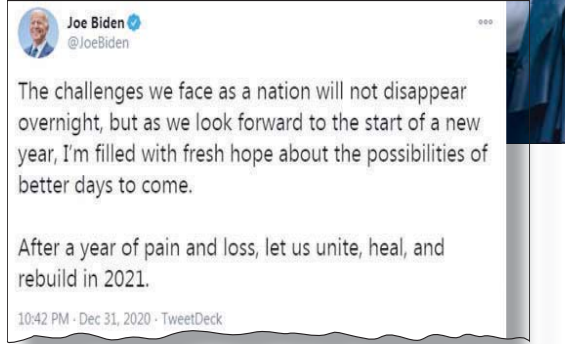 Joe Biden
@JoeBiden
The challenges we face as a nation will not disappear
overnight, but as we look forward to the start of a new
year, I'm filled with fresh hope about the possibilities of
better days to come.
After a year of pain and loss, let us unite, heal, and
rebuild in 2021.
10:42 PM · Dec 31, 2020 · TweetDeck